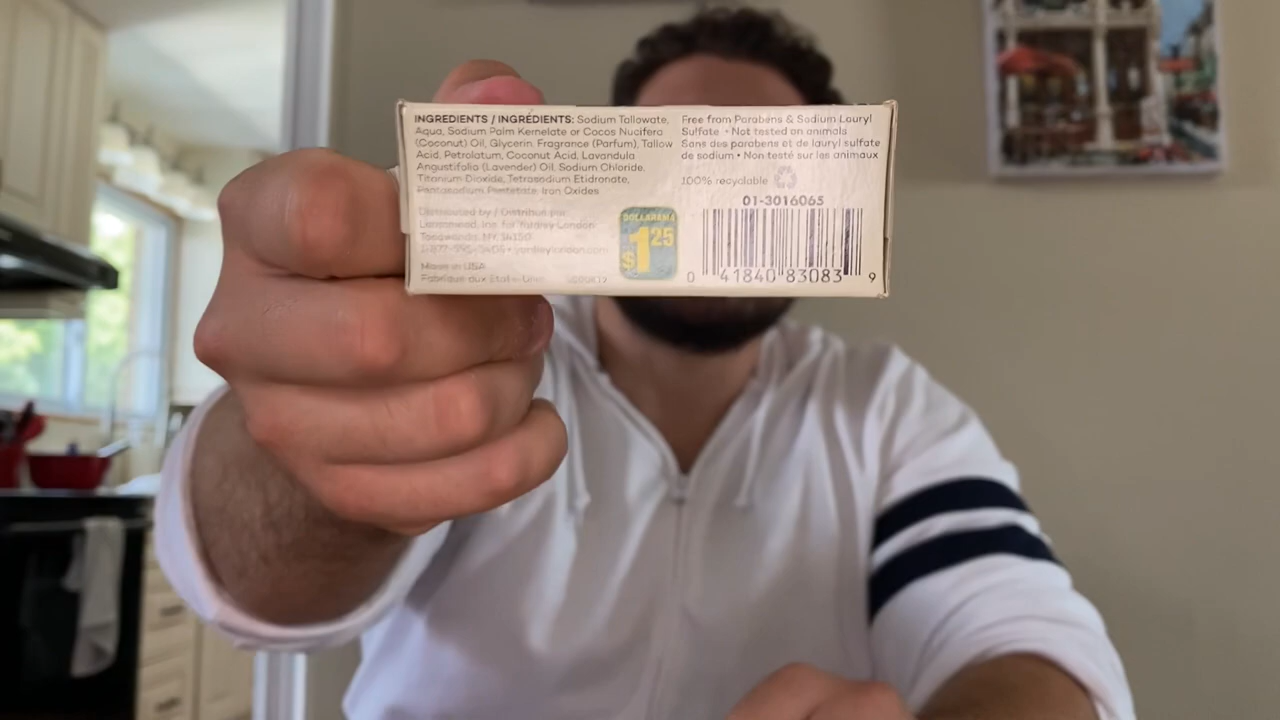 INGREDIENTS / INGRÉDIENTS: Sodium Tallowate,
Aqua, Sodium Palm Kernelate or Cocos Nucifera
(Coconut) Oil, Glycerin, Fragrance (Parfum), Tallow
Acid, Petrolatum, Coconut Acid, Lavandula
Angustifolia (Lavender) Oil, Sodium Chloride,
Titanium Dioxide, Tetrasodium Etidronate,
Pentasodium Pentetate, Iron Oxides
Distributed by / Distribué par
Inc. for Yardley London
Tonawanda, NY, 14150
yardleylondon.com
Made in USA
Fabriqué aux États-Unis
DOLLARAMA
$1.25
Free from Parabens & Sodium Lauryl
Sulfate • Not tested on animals
Sans des parabens et de lauryl sulfate
de sodium • Non testé sur les animaux
100% recyclable
01-3016065
0 41840 83083 9